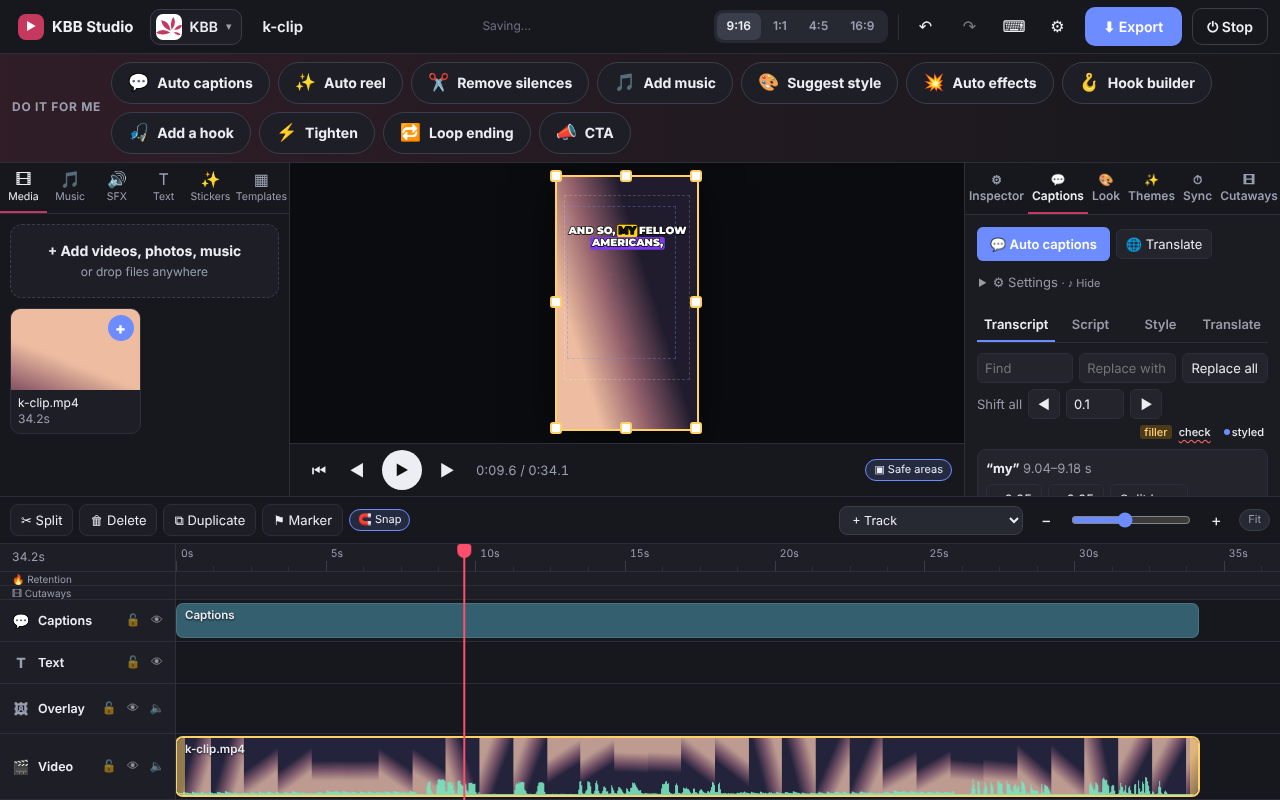 KBB Studio
KBB
k-clip
Saving…
9:16 1:1 4:5 16:9
Export
Stop
DO IT FOR ME
Auto captions
Auto reel
Remove silences
Add music
Suggest style
Auto effects
Hook builder
Add a hook
Tighten
Loop ending
CTA
Media Music SFX Text Stickers Templates
+ Add videos, photos, music
or drop files anywhere
k-clip.mp4
34.2s
AND SO, MY FELLOW
AMERICANS,
0:09.6 / 0:34.1
Safe areas
Inspector Captions Look Themes Sync Cutaways
Auto captions
Translate
Settings · ♪ Hide
Transcript Script Style Translate
Find
Replace with
Replace all
Shift all
0.1
filler check styled
“my” 9.04–9.18 s
Split
Delete
Duplicate
Marker
Snap
+ Track
Fit
34.2s
0s 5s 10s 15s 20s 25s 30s 35s
Retention
Cutaways
Captions
Captions
Text
Overlay
Video
k-clip.mp4